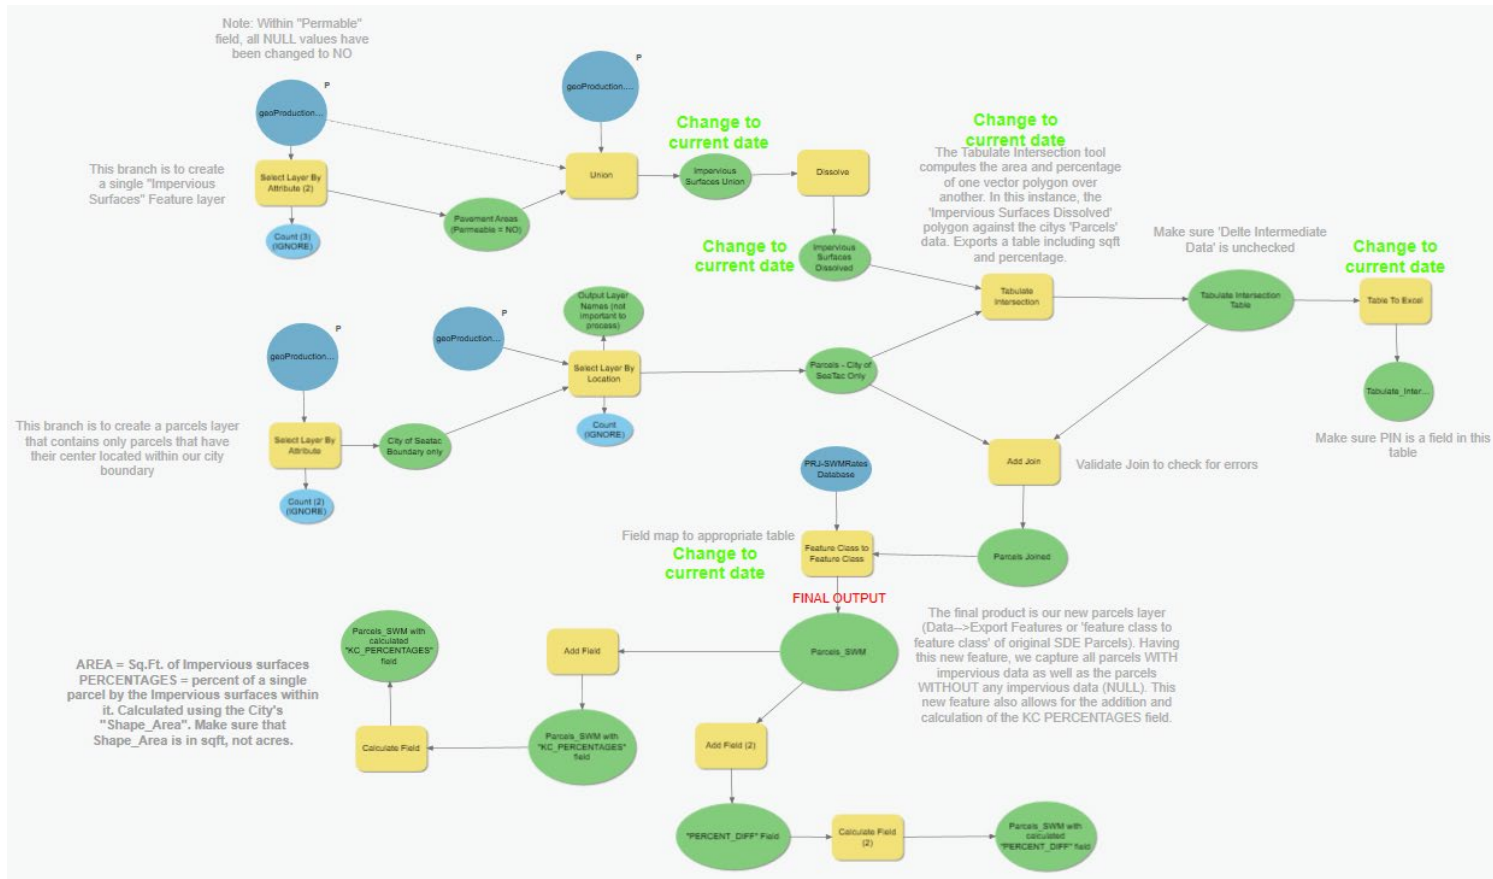 Note: Within "Permable"
field, all NULL values have
been changed to NO
P
geoProduction....
P
geoProduction....
This branch is to create
a single "Impervious
Surfaces" Feature layer
Select Layer By
Attribute (2)
Count (3)
(IGNORE)
Pavement Areas
(Permeable = NO)
Union
Change to
current date
Impervious
Surfaces Union
Dissolve
Change to
current date
Impervious
Surfaces
Dissolved
Change to
current date
The Tabulate Intersection tool
computes the area and percentage
of one vector polygon over
another. In this instance, the
'Impervious Surfaces Dissolved'
polygon against the citys 'Parcels'
data. Exports a table including sqft
and percentage.
Tabulate
Intersection
Make sure 'Delte Intermediate
Data' is unchecked
Tabulate Intersection
Table
Change to
current date
Table To Excel
Tabulate_Inter...
Make sure PIN is a field in this
table
P
geoProduction....
P
geoProduction....
Output Layer
Names (not
important to
process)
Select Layer By
Location
Count
(IGNORE)
Parcels - City of
SeaTac Only
This branch is to create a parcels layer
that contains only parcels that have
their center located within our city
boundary
Select Layer By
Attribute
City of Seatac
Boundary only
Count (2)
(IGNORE)
Add Join
Validate Join to check for errors
PRJ-SWMRates
Database
Field map to appropriate table
Change to
current date
Feature Class to
Feature Class
Parcels Joined
FINAL OUTPUT
Parcels_SWM
The final product is our new parcels layer
(Data-->Export Features or 'feature class to
feature class' of original SDE Parcels). Having
this new feature, we capture all parcels WITH
impervious data as well as the parcels
WITHOUT any impervious data (NULL). This
new feature also allows for the addition and
calculation of the KC PERCENTAGES field.
AREA = Sq.Ft. of Impervious surfaces
PERCENTAGES = percent of a single
parcel by the Impervious surfaces within
it. Calculated using the City's
"Shape_Area". Make sure that
Shape_Area is in sqft, not acres.
Parcels_SWM with
calculated
"KC_PERCENTAGES"
field
Add Field
Calculate Field
Parcels_SWM with
"KC_PERCENTAGES"
field
Add Field (2)
"PERCENT_DIFF" Field
Calculate Field
(2)
Parcels_SWM with
calculated
"PERCENT_DIFF" field